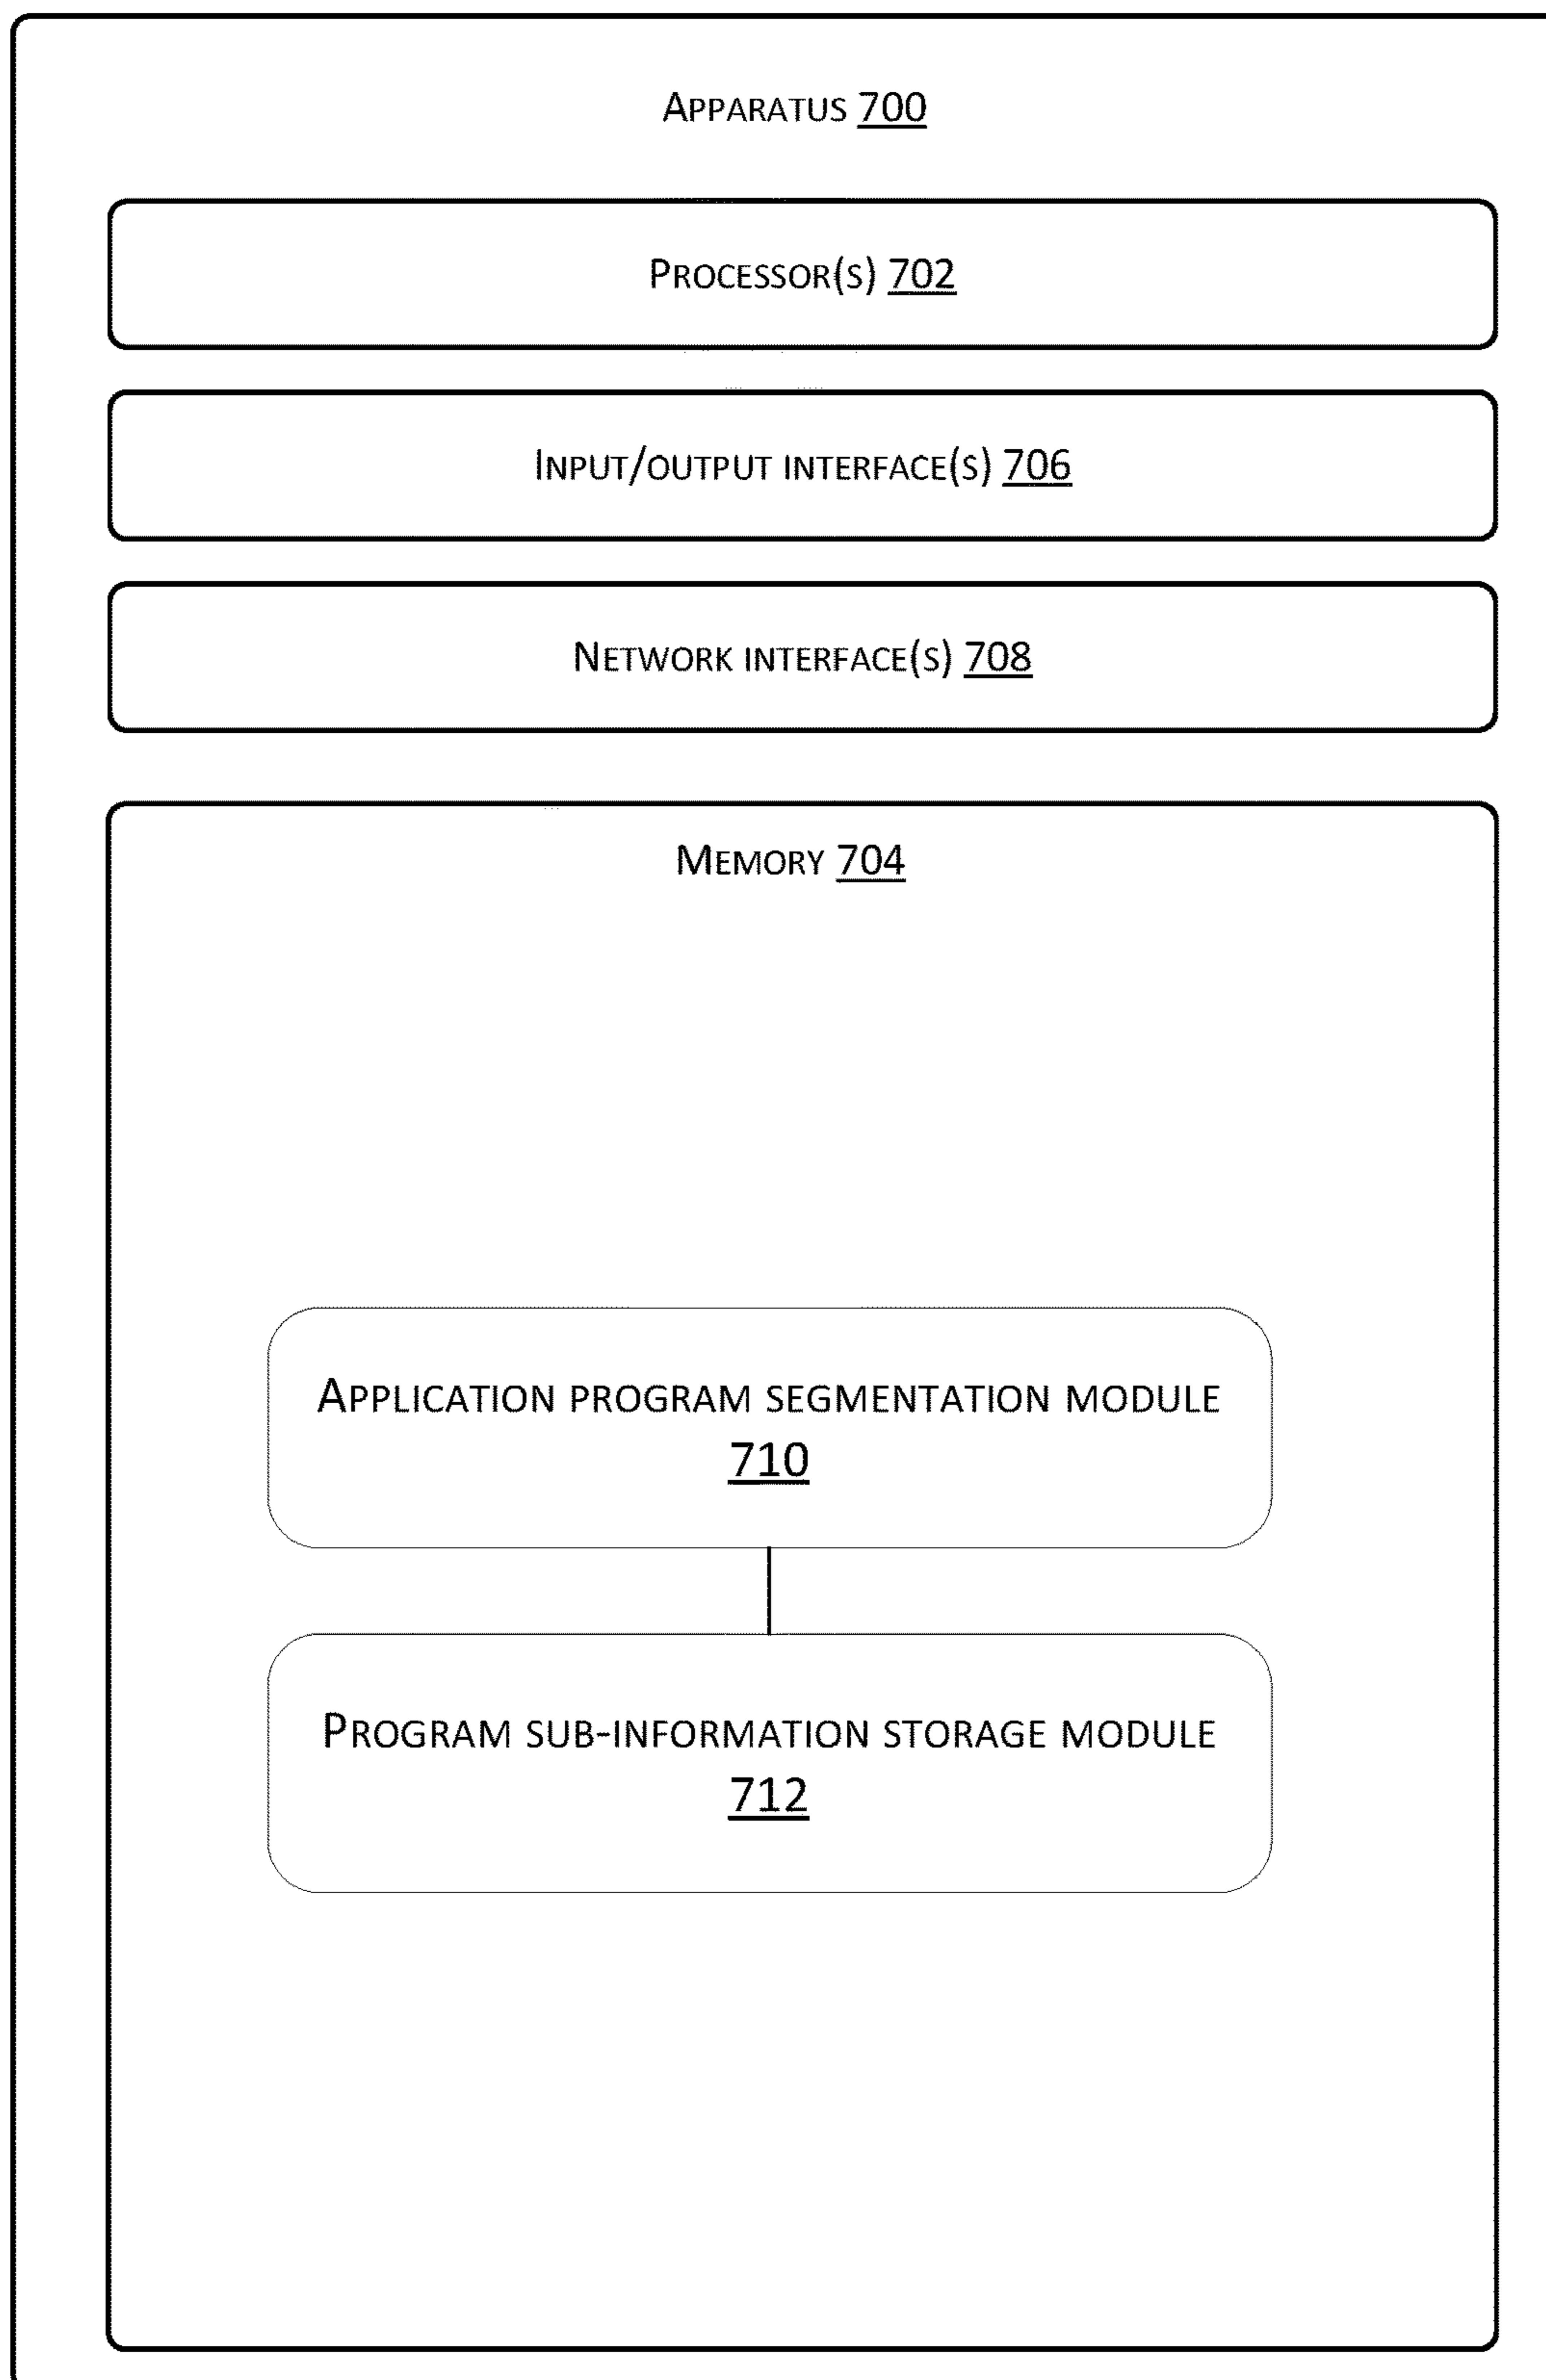 APPARATUS 700
PROCESSOR(S) 702
INPUT/OUTPUT INTERFACE(S) 706
NETWORK INTERFACE(S) 708
MEMORY 704
APPLICATION PROGRAM SEGMENTATION MODULE
710
PROGRAM SUB-INFORMATION STORAGE MODULE
712